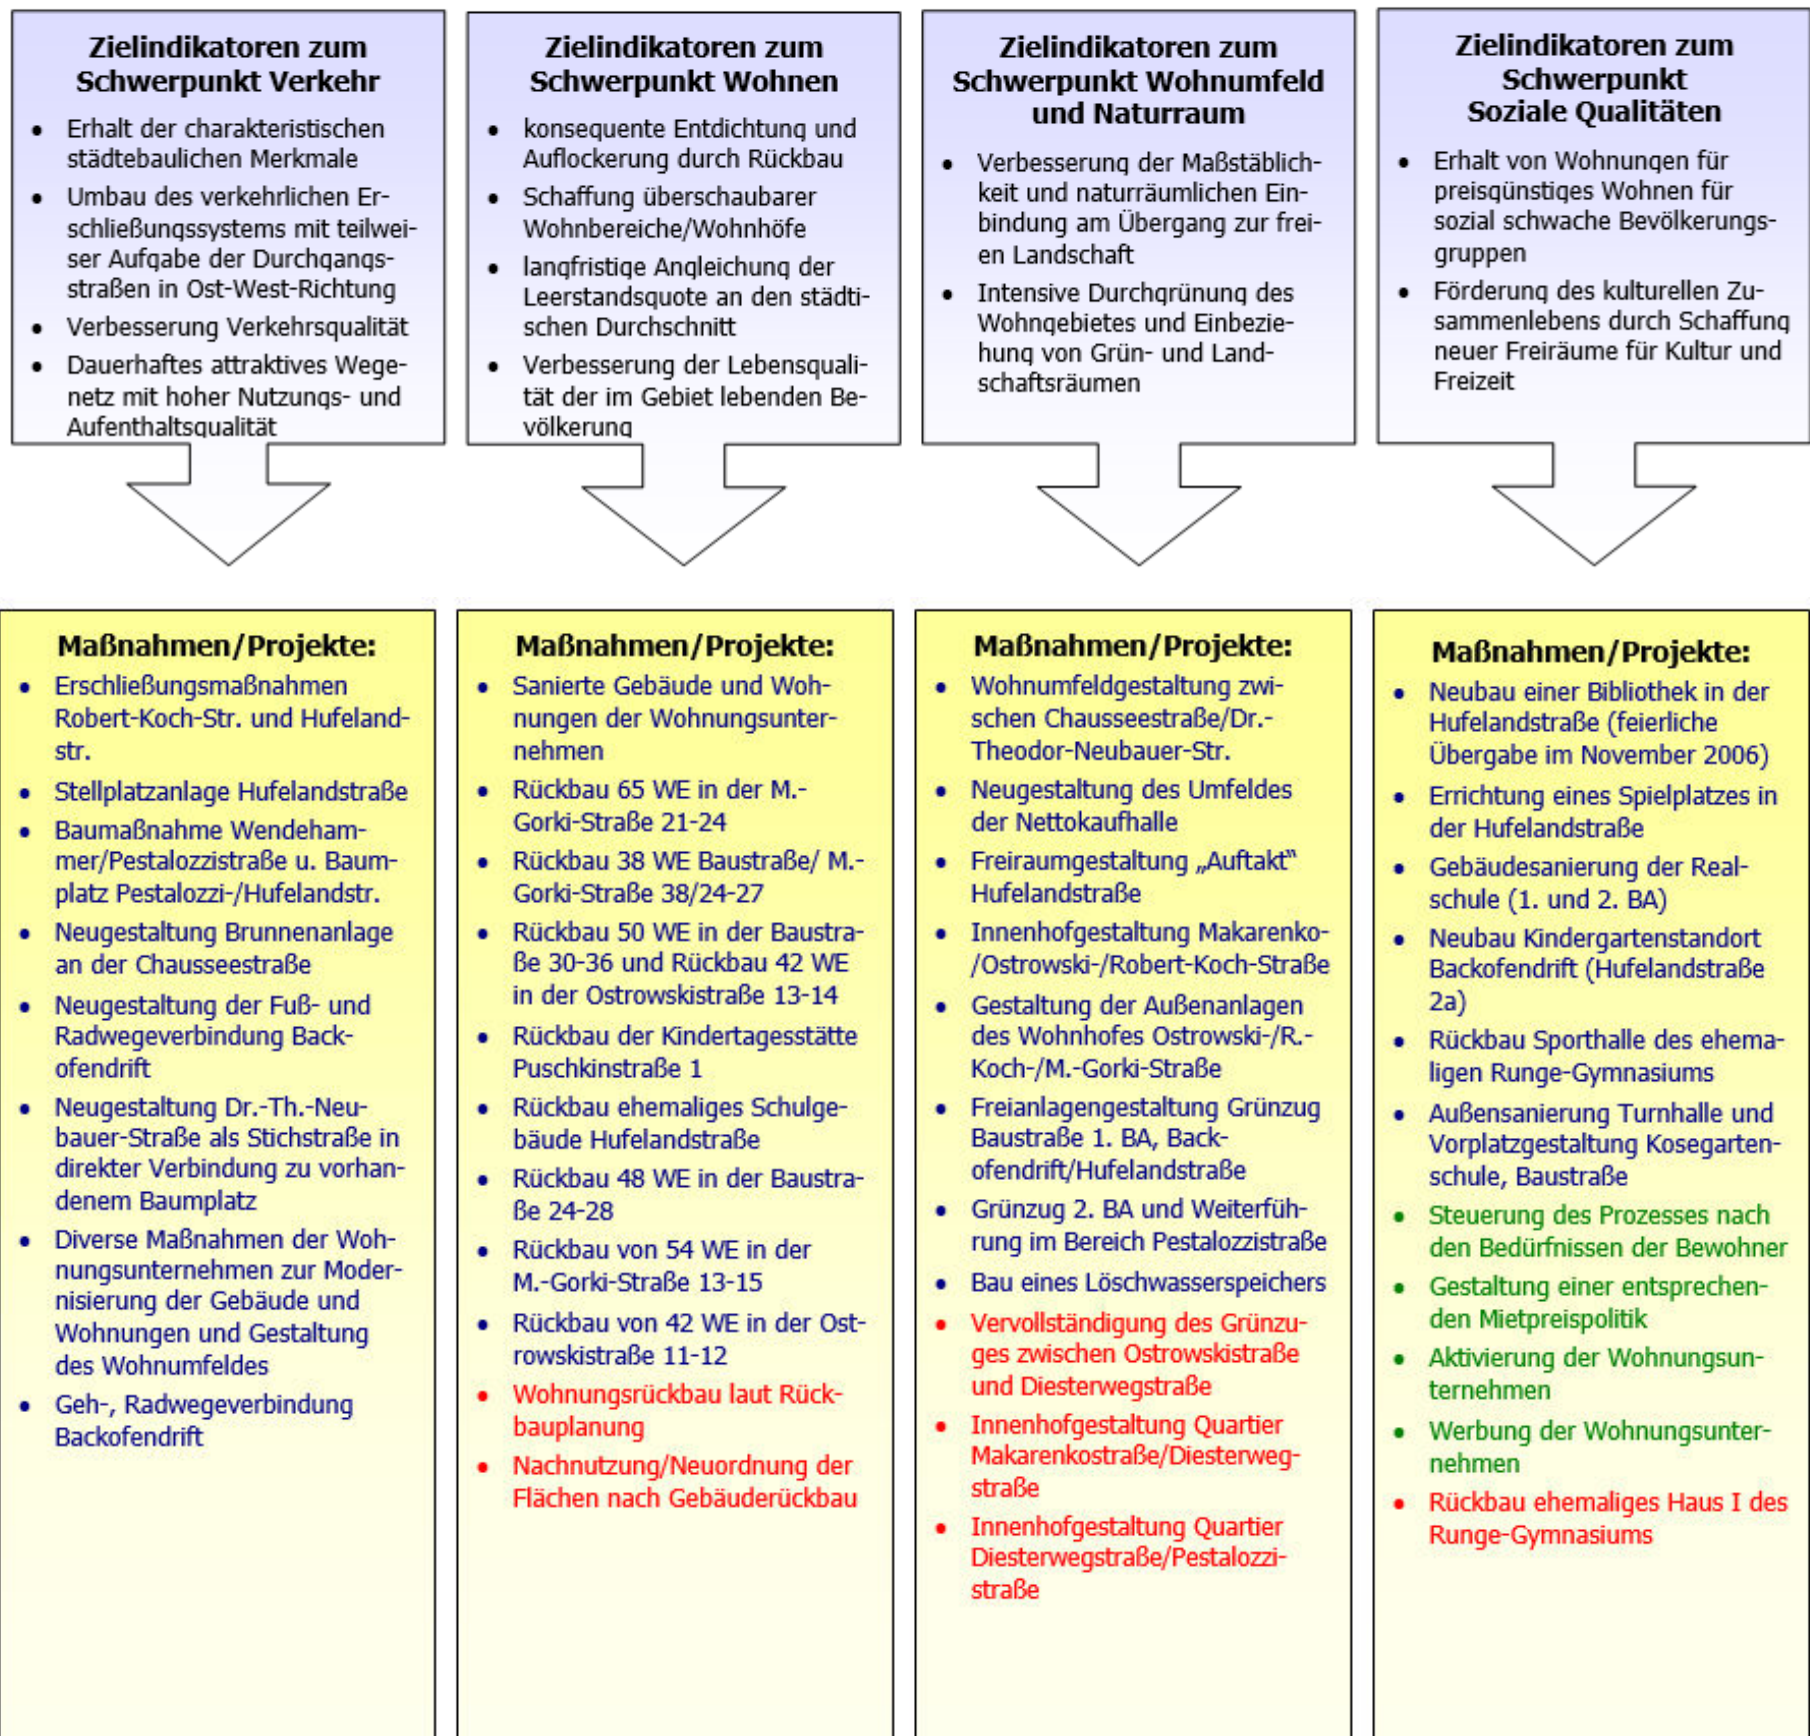 Zielindikatoren zum
Schwerpunkt Verkehr
• Erhalt der charakteristischen
städtebaulichen Merkmale
• Umbau des verkehrlichen Er-
schließungssystems mit teilwei-
ser Aufgabe der Durchgangs-
straßen in Ost-West-Richtung
• Verbesserung Verkehrsqualität
• Dauerhaftes attraktives Wege-
netz mit hoher Nutzungs- und
Aufenthaltsqualität
Zielindikatoren zum
Schwerpunkt Wohnen
• konsequente Entdichtung und
Auflockerung durch Rückbau
• Schaffung überschaubarer
Wohnbereiche/Wohnhöfe
• langfristige Angleichung der
Leerstandsquote an den städti-
schen Durchschnitt
• Verbesserung der Lebensquali-
tät der im Gebiet lebenden Be-
völkerung
Zielindikatoren zum
Schwerpunkt Wohnumfeld
und Naturraum
• Verbesserung der Maßstäblich-
keit und naturräumlichen Ein-
bindung am Übergang zur frei-
en Landschaft
• Intensive Durchgrünung des
Wohngebietes und Einbezie-
hung von Grün- und Land-
schaftsräumen
Zielindikatoren zum
Schwerpunkt
Soziale Qualitäten
• Erhalt von Wohnungen für
preisgünstiges Wohnen für
sozial schwache Bevölkerungs-
gruppen
• Förderung des kulturellen Zu-
sammenlebens durch Schaffung
neuer Freiräume für Kultur und
Freizeit
Maßnahmen/Projekte:
• Erschließungsmaßnahmen
Robert-Koch-Str. und Hufeland-
str.
• Stellplatzanlage Hufelandstraße
• Baumaßnahme Wendeham-
mer/Pestalozzistraße u. Baum-
platz Pestalozzi-/Hufelandstr.
• Neugestaltung Brunnenanlage
an der Chausseestraße
• Neugestaltung der Fuß- und
Radwegeverbindung Back-
ofendrift
• Neugestaltung Dr.-Th.-Neu-
bauer-Straße als Stichstraße in
direkter Verbindung zu vorhan-
denem Baumplatz
• Diverse Maßnahmen der Woh-
nungsunternehmen zur Moder-
nisierung der Gebäude und
Wohnungen und Gestaltung
des Wohnumfeldes
• Geh-, Radwegeverbindung
Backofendrift
Maßnahmen/Projekte:
• Sanierte Gebäude und Woh-
nungen der Wohnungsunter-
nehmen
• Rückbau 65 WE in der M.-
Gorki-Straße 21-24
• Rückbau 38 WE Baustraße/ M.-
Gorki-Straße 38/24-27
• Rückbau 50 WE in der Baustra-
ße 30-36 und Rückbau 42 WE
in der Ostrowskistraße 13-14
• Rückbau der Kindertagesstätte
Puschkinstraße 1
• Rückbau ehemaliges Schulge-
bäude Hufelandstraße
• Rückbau 48 WE in der Baustra-
ße 24-28
• Rückbau von 54 WE in der
M.-Gorki-Straße 13-15
• Rückbau von 42 WE in der Ost-
rowskistraße 11-12
• Wohnungsrückbau laut Rück-
bauplanung
• Nachnutzung/Neuordnung der
Flächen nach Gebäuderückbau
Maßnahmen/Projekte:
• Wohnumfeldgestaltung zwi-
schen Chausseestraße/Dr.-
Theodor-Neubauer-Str.
• Neugestaltung des Umfeldes
der Nettokaufhalle
• Freiraumgestaltung „Auftakt“
Hufelandstraße
• Innenhofgestaltung Makarenko-
/Ostrowski-/Robert-Koch-Straße
• Gestaltung der Außenanlagen
des Wohnhofes Ostrowski-/R.-
Koch-/M.-Gorki-Straße
• Freianlagengestaltung Grünzug
Baustraße 1. BA, Back-
ofendrift/Hufelandstraße
• Grünzug 2. BA und Weiterfüh-
rung im Bereich Pestalozzistraße
• Bau eines Löschwasserspeichers
• Vervollständigung des Grünzu-
ges zwischen Ostrowskistraße
und Diesterwegstraße
• Innenhofgestaltung Quartier
Makarenkostraße/Diesterweg-
straße
• Innenhofgestaltung Quartier
Diesterwegstraße/Pestalozzi-
straße
Maßnahmen/Projekte:
• Neubau einer Bibliothek in der
Hufelandstraße (feierliche
Übergabe im November 2006)
• Errichtung eines Spielplatzes in
der Hufelandstraße
• Gebäudesanierung der Real-
schule (1. und 2. BA)
• Neubau Kindergartenstandort
Backofendrift (Hufelandstraße
2a)
• Rückbau Sporthalle des ehema-
ligen Runge-Gymnasiums
• Außensanierung Turnhalle und
Vorplatzgestaltung Kosegarten-
schule, Baustraße
• Steuerung des Prozesses nach
den Bedürfnissen der Bewohner
• Gestaltung einer entsprechen-
den Mietpreispolitik
• Aktivierung der Wohnungsun-
ternehmen
• Werbung der Wohnungsunter-
nehmen
• Rückbau ehemaliges Haus I des
Runge-Gymnasiums